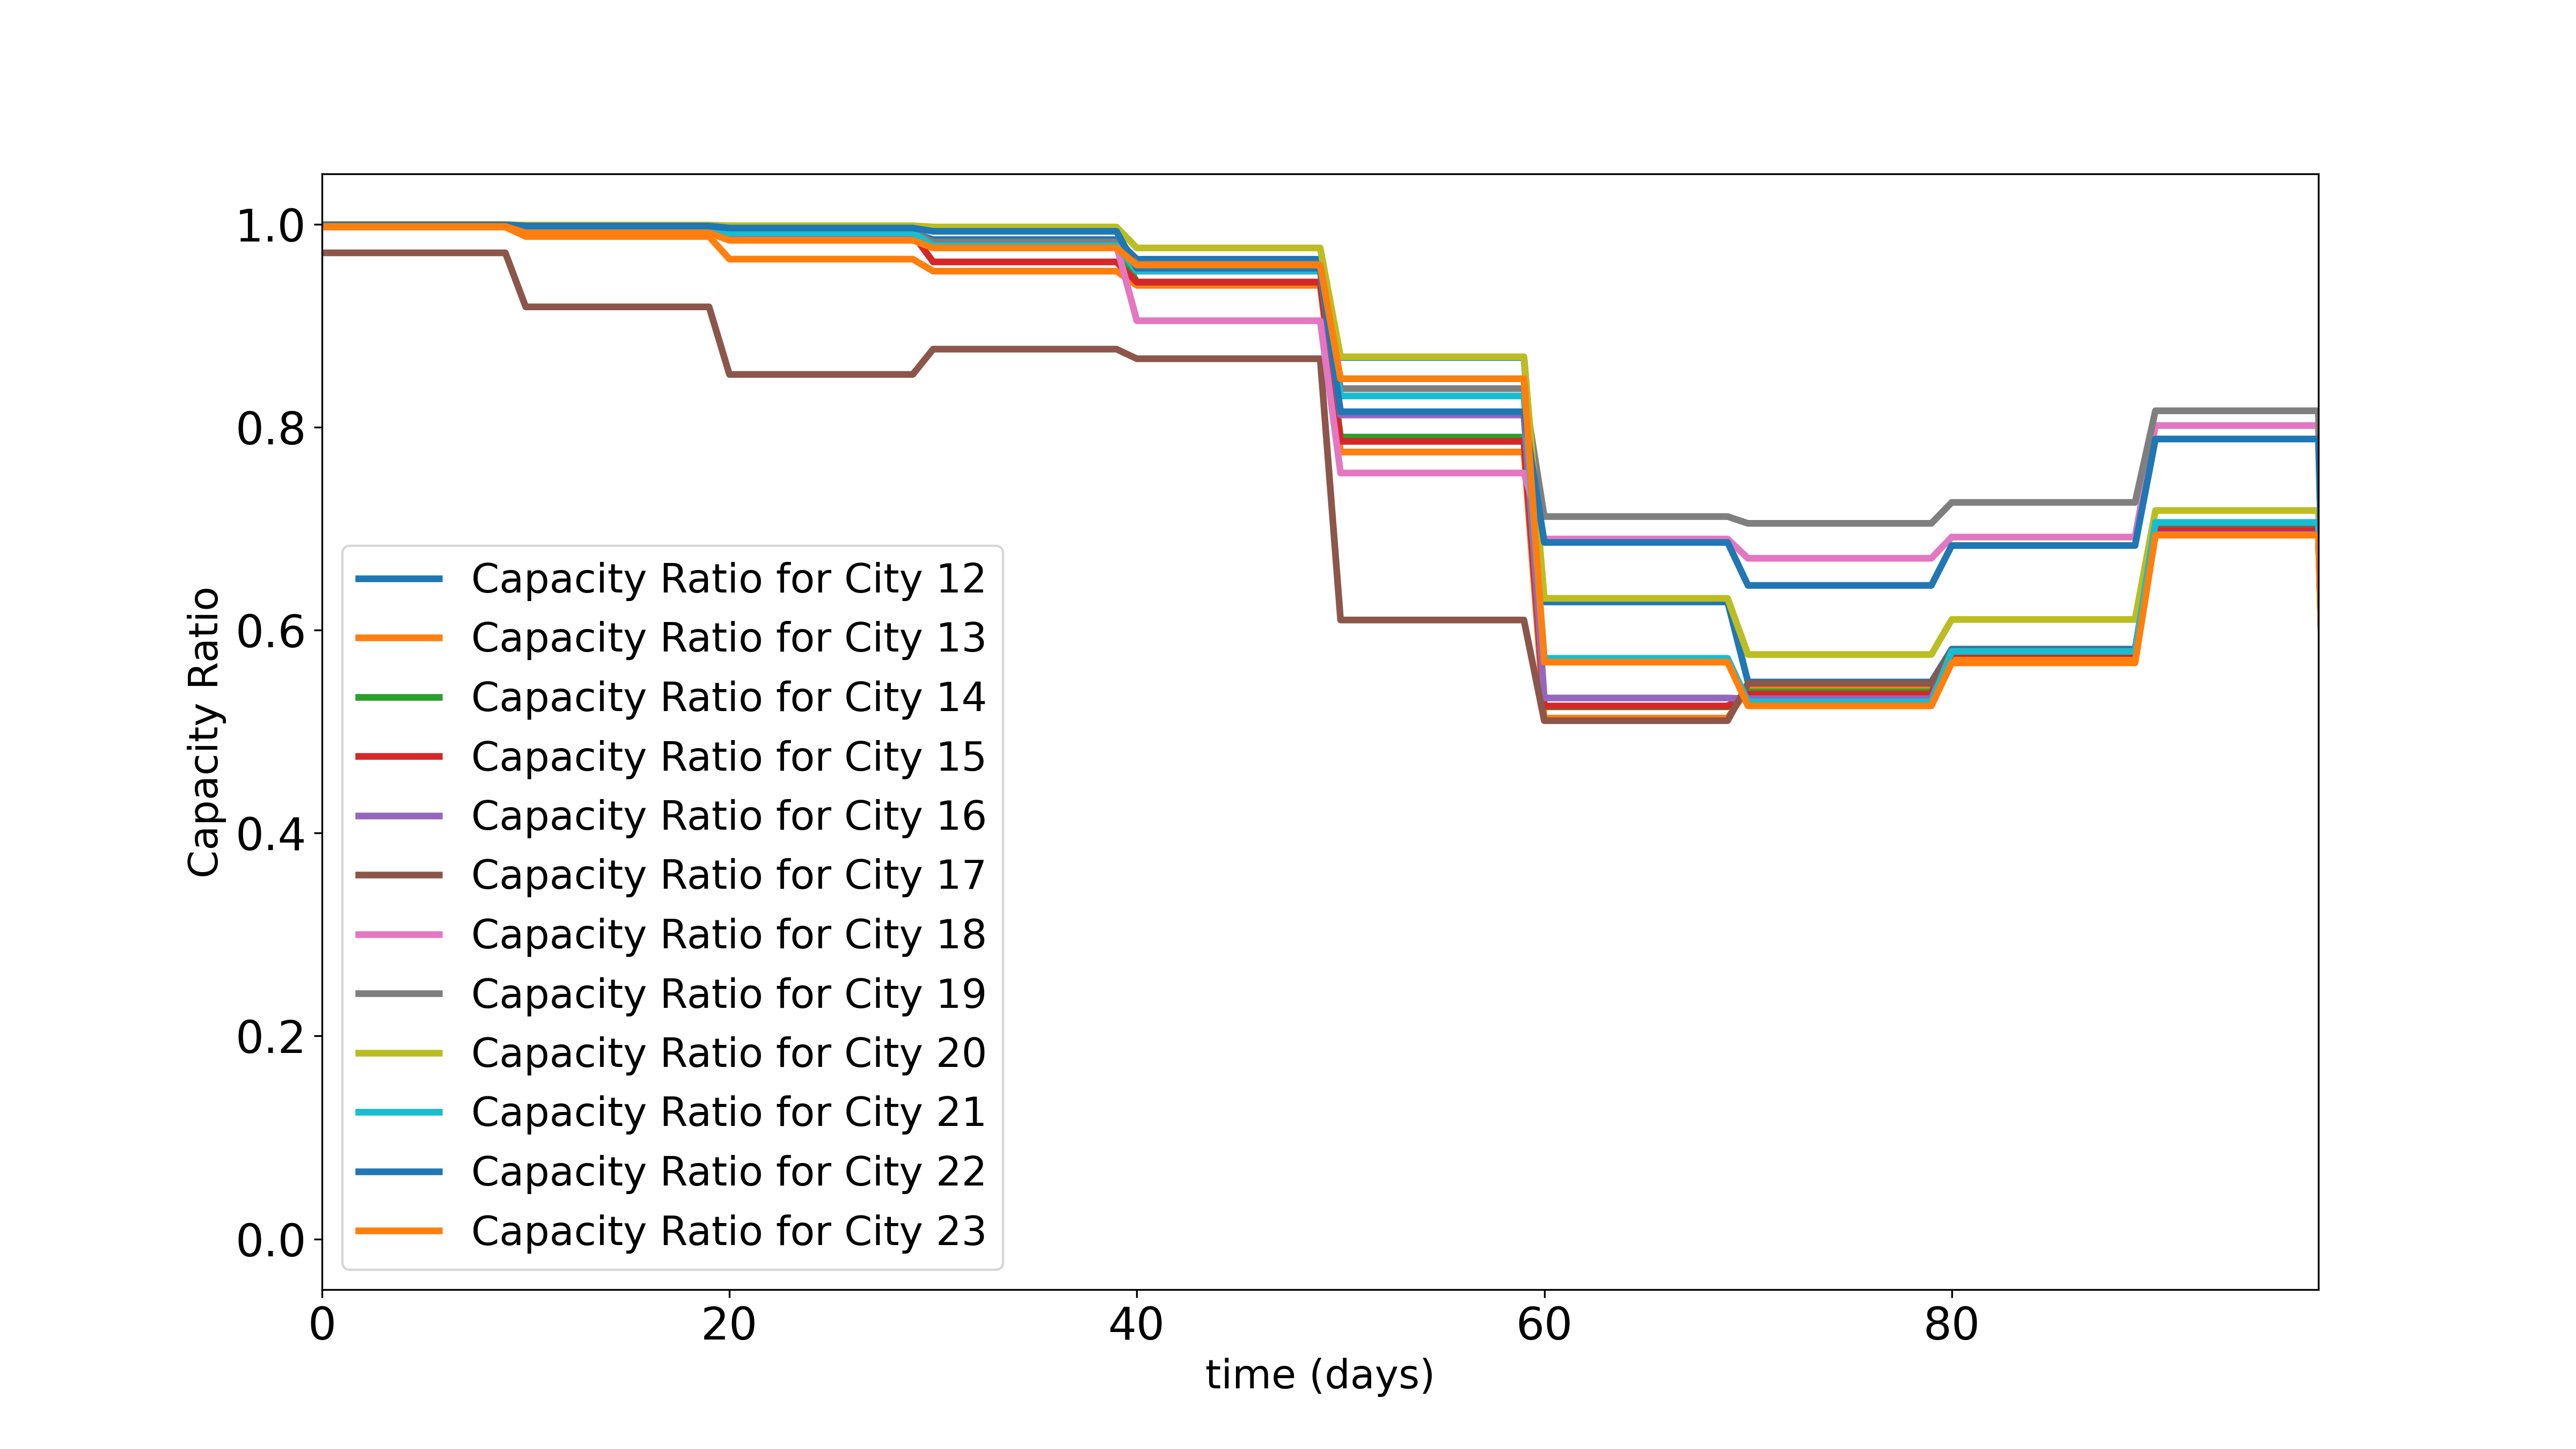 1.0
0.8
0.6
0.4
0.2
0.0
Capacity Ratio
Capacity Ratio for City 12
Capacity Ratio for City 13
Capacity Ratio for City 14
Capacity Ratio for City 15
Capacity Ratio for City 16
Capacity Ratio for City 17
Capacity Ratio for City 18
Capacity Ratio for City 19
Capacity Ratio for City 20
Capacity Ratio for City 21
Capacity Ratio for City 22
Capacity Ratio for City 23
0 20 40 60 80
time (days)